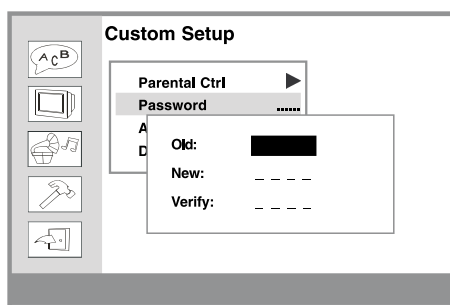 Custom Setup
A C B
Parental Ctrl
Password ......
A
D
Old:
New: _ _ _ _
Verify: _ _ _ _